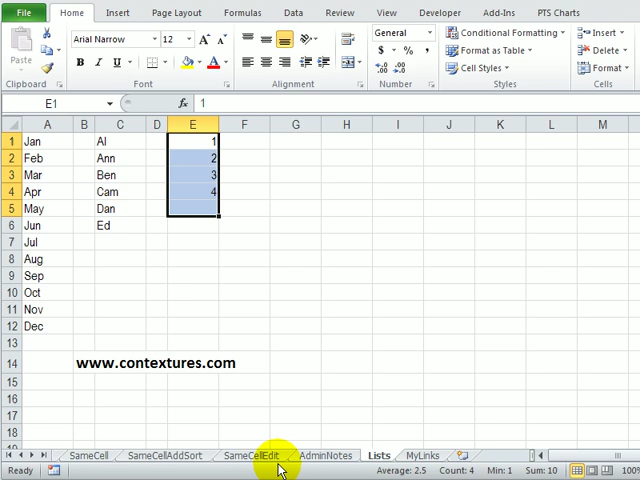 File Home Insert Page Layout Formulas Data Review View Developer Add-Ins PTS Charts
Paste
Arial Narrow 12 A A
B I U A
General
$ % ,
.0 .00 .00 .0
Conditional Formatting
Format as Table
Cell Styles
Insert
Delete
Format
Clipboard Font Alignment Number Styles Cells
E1 fx 1
A B C D E F G H I J K L M
1 Jan Al 1
2 Feb Ann 2
3 Mar Ben 3
4 Apr Cam 4
5 May Dan
6 Jun Ed
7 Jul
8 Aug
9 Sep
10 Oct
11 Nov
12 Dec
13
14 www.contextures.com
15
16
17
18
SameCell SameCellAddSort SameCellEdit AdminNotes Lists MyLinks
Ready Average: 2.5 Count: 4 Min: 1 Sum: 10 100%